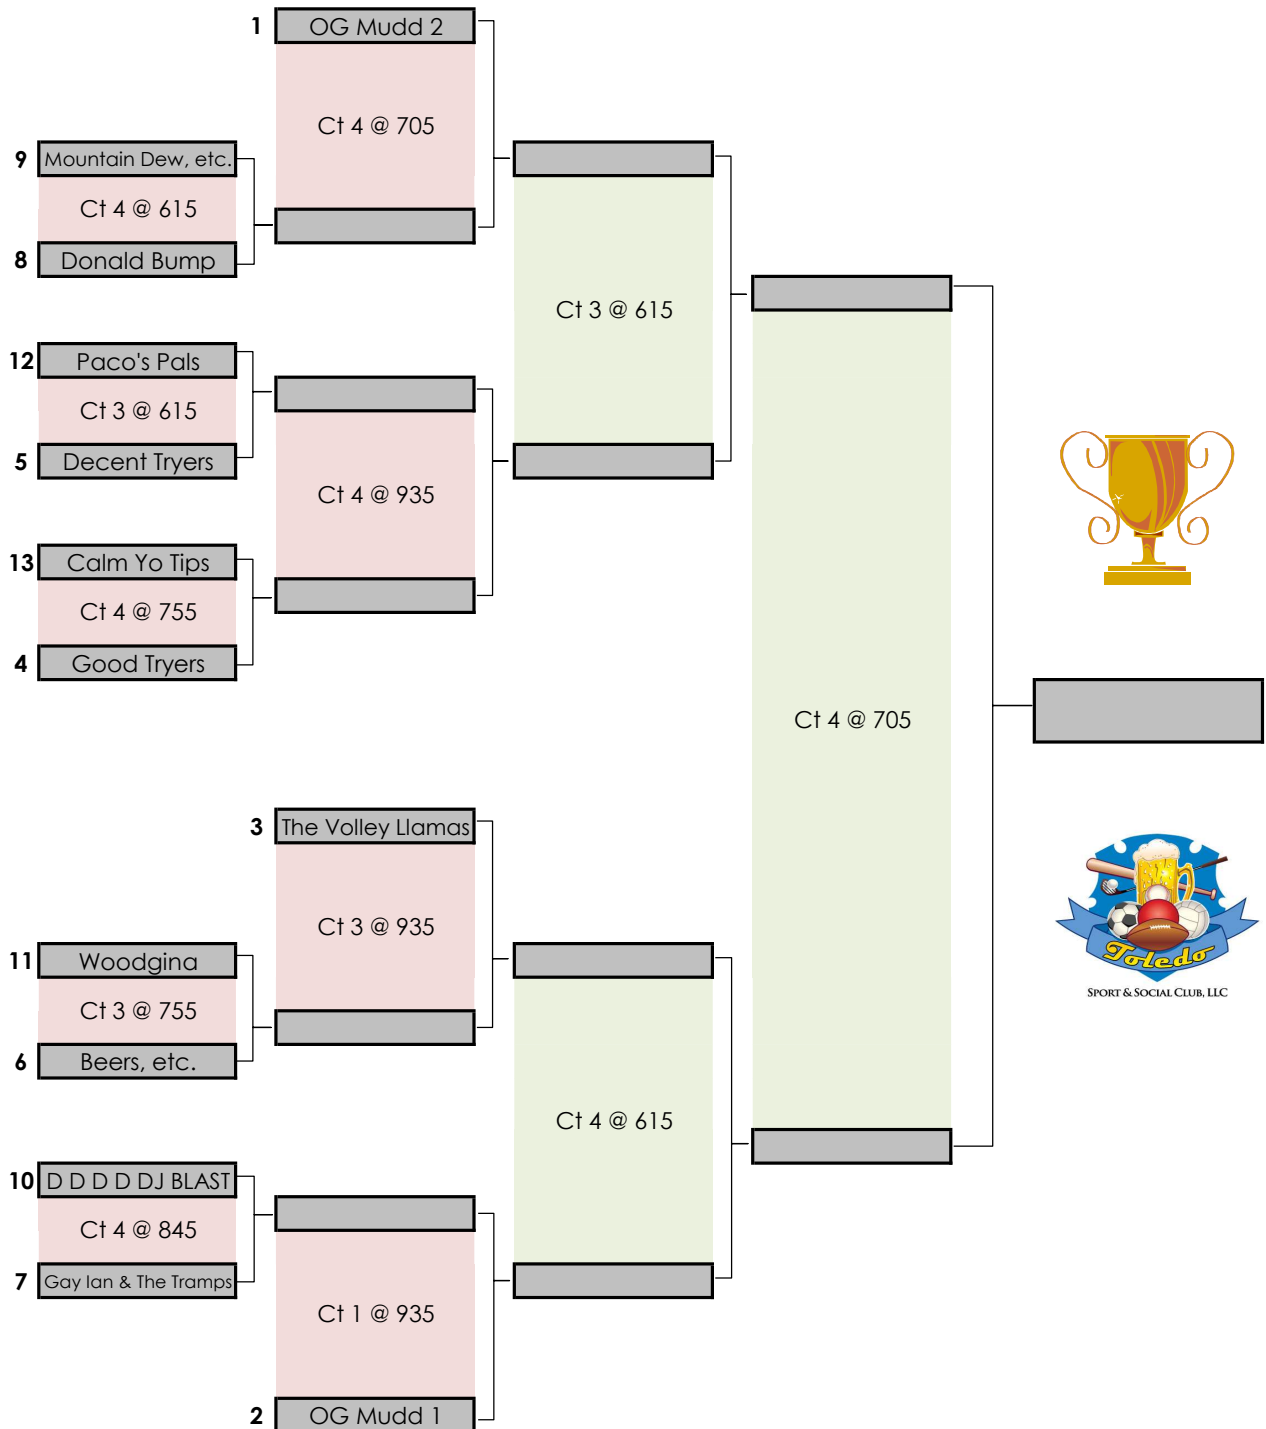 1 OG Mudd 2
Ct 4 @ 705
9 Mountain Dew, etc.
Ct 4 @ 615
8 Donald Bump
Ct 3 @ 615
12 Paco's Pals
Ct 3 @ 615
5 Decent Tryers
Ct 4 @ 935
13 Calm Yo Tips
Ct 4 @ 755
4 Good Tryers
Ct 4 @ 705
3 The Volley Llamas
Ct 3 @ 935
11 Woodgina
Ct 3 @ 755
6 Beers, etc.
Toledo
SPORT & SOCIAL CLUB, LLC
Ct 4 @ 615
10 D D D D DJ BLAST
Ct 4 @ 845
7 Gay Ian & The Tramps
Ct 1 @ 935
2 OG Mudd 1